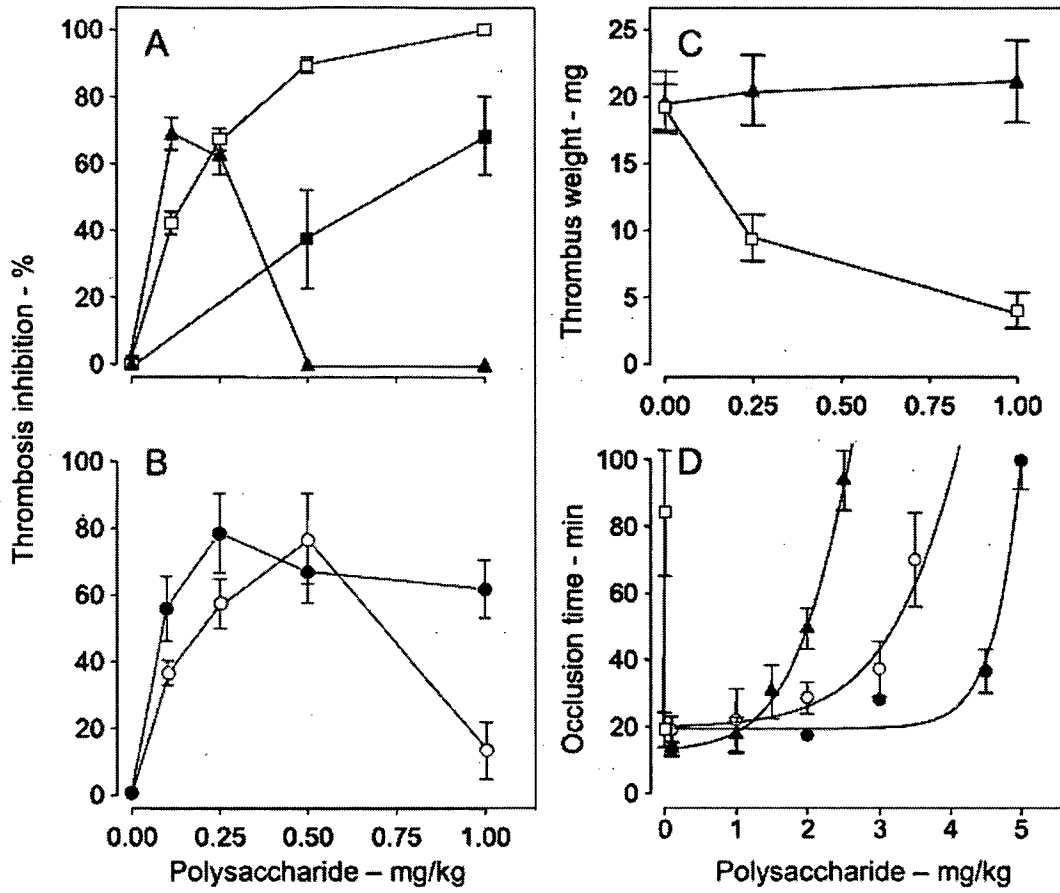 Thrombosis inhibition - %
A
100
80
60
40
20
0
B
100
80
60
40
20
0
0.00 0.25 0.50 0.75 1.00
Polysaccharide – mg/kg
C
Thrombus weight - mg
25
20
15
10
5
0
0.00 0.25 0.50 0.75 1.00
D
Occlusion time - min
100
80
60
40
20
0
0 1 2 3 4 5
Polysaccharide – mg/kg